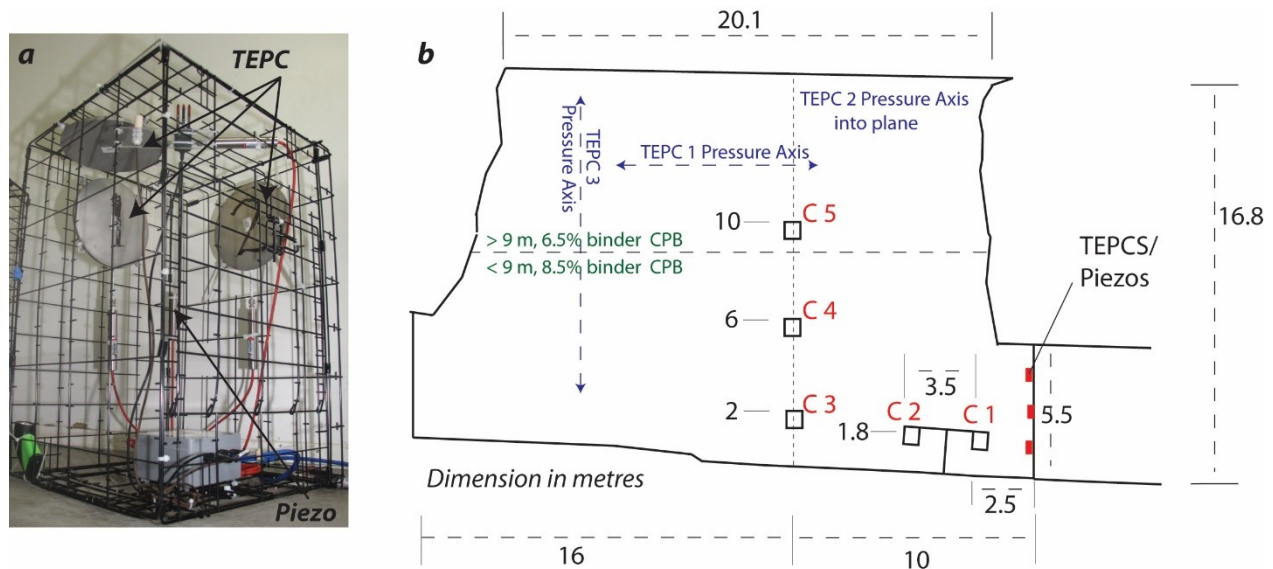 a
TEPC
Piezo
b
20.1
TEPC 2 Pressure Axis
into plane
TEPC 3
Pressure Axis
TEPC 1 Pressure Axis
10
C 5
> 9 m, 6.5% binder CPB
< 9 m, 8.5% binder CPB
16.8
TEPCS/
Piezos
6
C 4
3.5
2
C 3
C 2
C 1
1.8
5.5
Dimension in metres
2.5
16
10